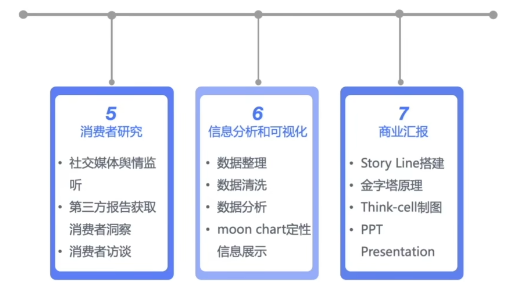 5
消费者研究
• 社交媒体舆情监
听
• 第三方报告获取
消费者洞察
• 消费者访谈
6
信息分析和可视化
• 数据整理
• 数据清洗
• 数据分析
• moon chart定性
信息展示
7
商业汇报
• Story Line搭建
• 金字塔原理
• Think-cell制图
• PPT
Presentation